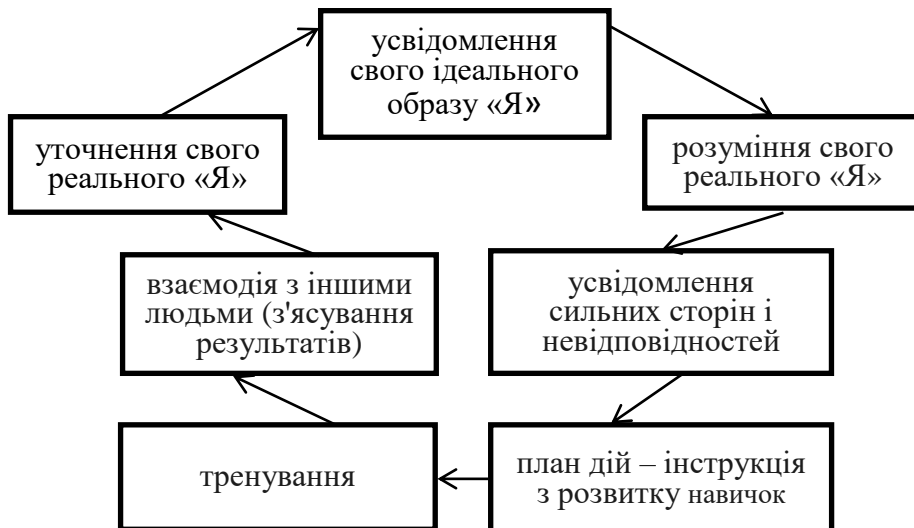 усвідомлення
свого ідеального
образу «Я»
розуміння свого
реального «Я»
усвідомлення
сильних сторін і
невідповідностей
план дій – інструкція
з розвитку навичок
тренування
взаємодія з іншими
людьми (з'ясування
результатів)
уточнення свого
реального «Я»